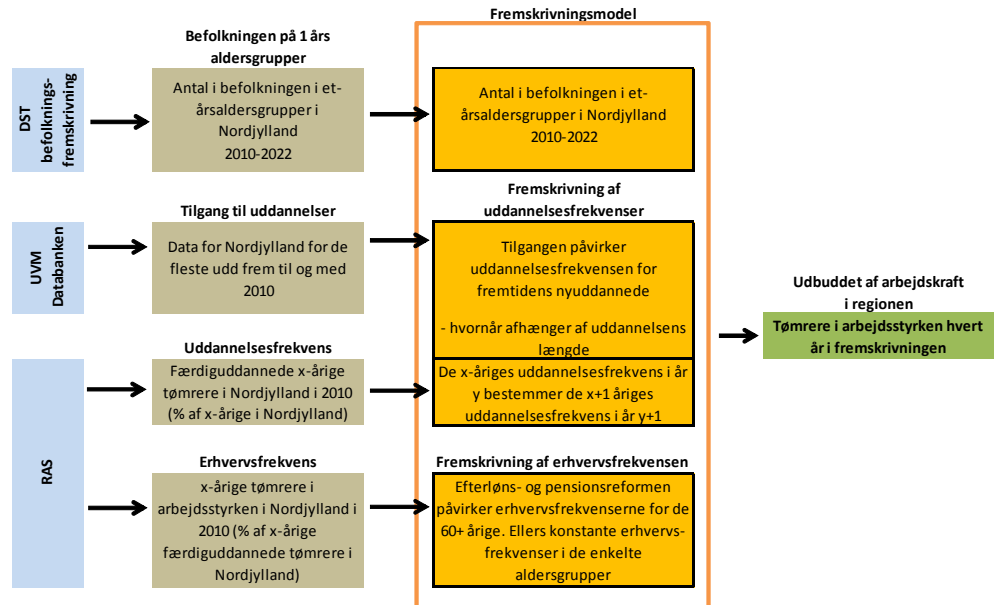 Fremskrivningsmodel
Befolkningen på 1 års
aldersgrupper
DST
befolknings-
fremskrivning
Antal i befolkningen i et-
årsaldersgrupper i
Nordjylland
2010-2022
Antal i befolkningen i et-
årsaldersgrupper i Nordjylland
2010-2022
Tilgang til uddannelser
Fremskrivning af
uddannelsesfrekvenser
UVM
Databanken
Data for Nordjylland for de
fleste udd frem til og med
2010
Tilgangen påvirker
uddannelsesfrekvensen for
fremtidens nyuddannede
- hvornår afhænger af uddannelsens
længde
Udbuddet af arbejdskraft
i regionen
Tømrere i arbejdsstyrken hvert
år i fremskrivningen
RAS
Uddannelsesfrekvens
Færdiguddannede x-årige
tømrere i Nordjylland i 2010
(% af x-årige i Nordjylland)
De x-åriges uddannelsesfrekvens i år
y bestemmer de x+1 åriges
uddannelsesfrekvens i år y+1
Erhvervsfrekvens
x-årige tømrere i
arbejdsstyrken i Nordjylland i
2010 (% af x-årige
færdiguddannede tømrere i
Nordjylland)
Fremskrivning af erhvervsfrekvensen
Efterløns- og pensionsreformen
påvirker erhvervsfrekvenserne for de
60+ årige. Ellers konstante erhvervs-
frekvenser i de enkelte
aldersgrupper